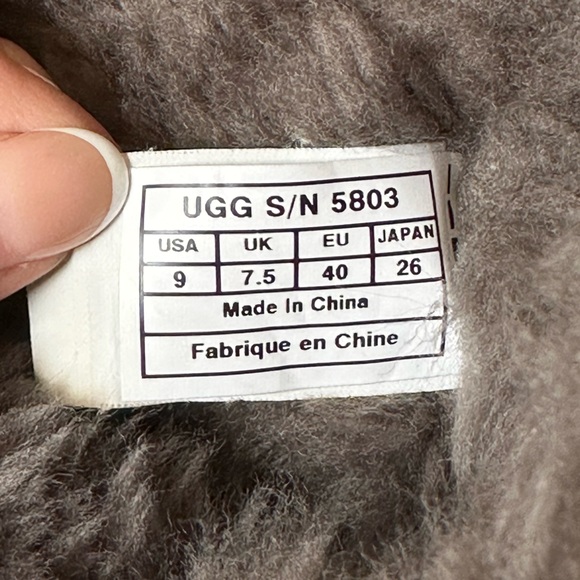 UGG S/N 5803
USA UK EU JAPAN
9 7.5 40 26
Made In China
Fabrique en Chine